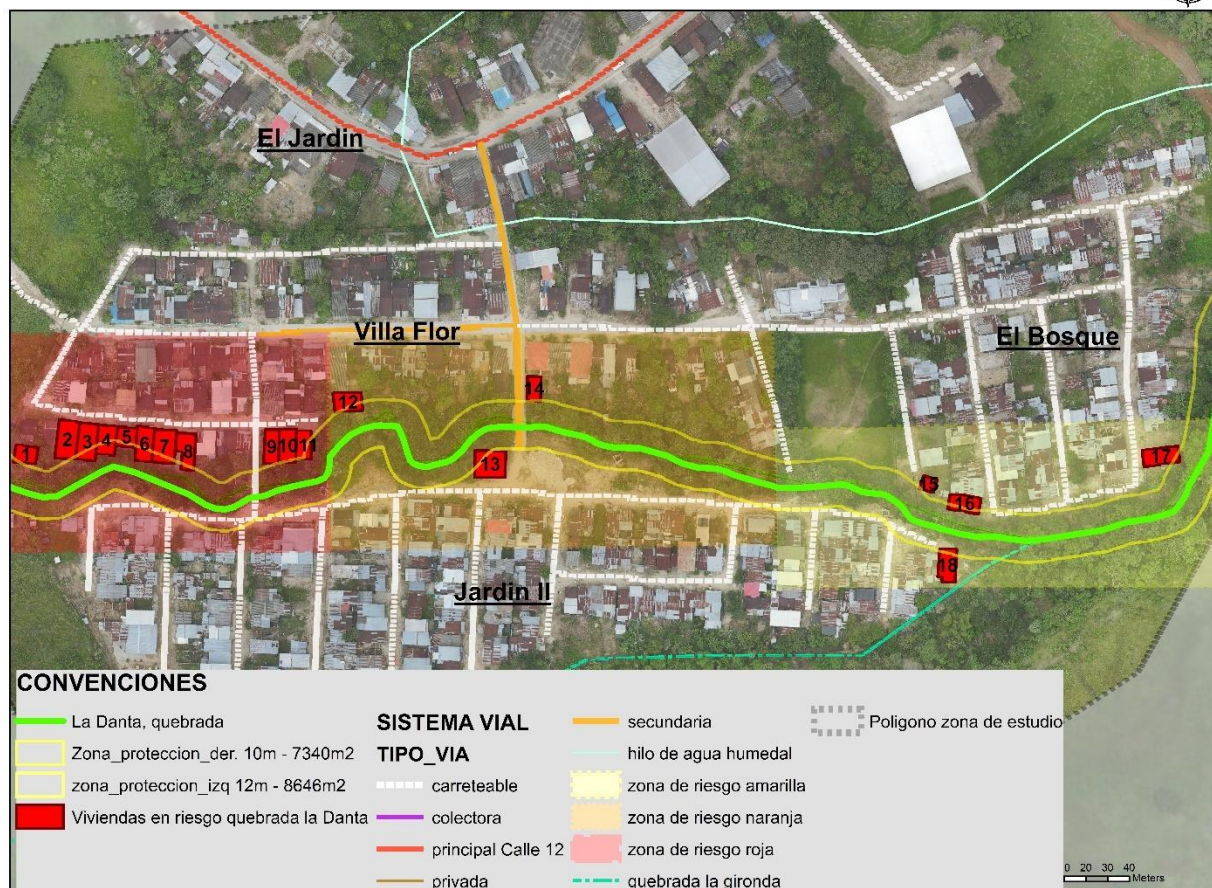 El Jardin
Villa Flor
El Bosque
14
12
1
2
3
4
5
6
7
8
9
10
11
13
15
16
17
18
Jardin II
CONVENCIONES
La Danta, quebrada
Zona_proteccion_der. 10m - 7340m2
zona_proteccion_izq 12m - 8646m2
Viviendas en riesgo quebrada la Danta
SISTEMA VIAL
TIPO_VIA
carreteable
colectora
principal Calle 12
privada
secundaria
hilo de agua humedal
zona de riesgo amarilla
zona de riesgo naranja
zona de riesgo roja
quebrada la gironda
Poligono zona de estudio
0 20 40
Meters